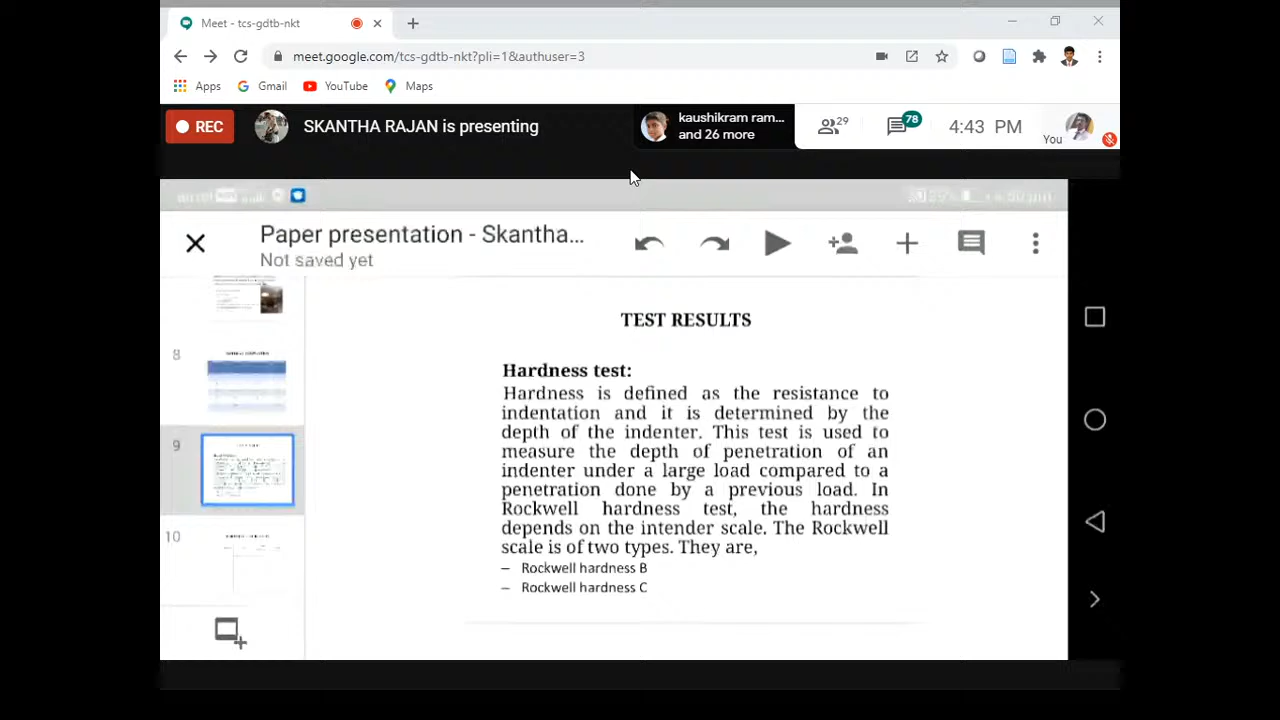 Meet - tcs-gdtb-nkt
meet.google.com/tcs-gdtb-nkt?pli=1&authuser=3
Apps
Gmail
YouTube
Maps
REC
SKANTHA RAJAN is presenting
kaushikram ram...
and 26 more
29
78
4:43 PM
You
Paper presentation - Skantha...
Not saved yet
8
9
10
TEST RESULTS
Hardness test:
Hardness is defined as the resistance to
indentation and it is determined by the
depth of the indenter. This test is used to
measure the depth of penetration of an
indenter under a large load compared to a
penetration done by a previous load. In
Rockwell hardness test, the hardness
depends on the intender scale. The Rockwell
scale is of two types. They are,
– Rockwell hardness B
– Rockwell hardness C